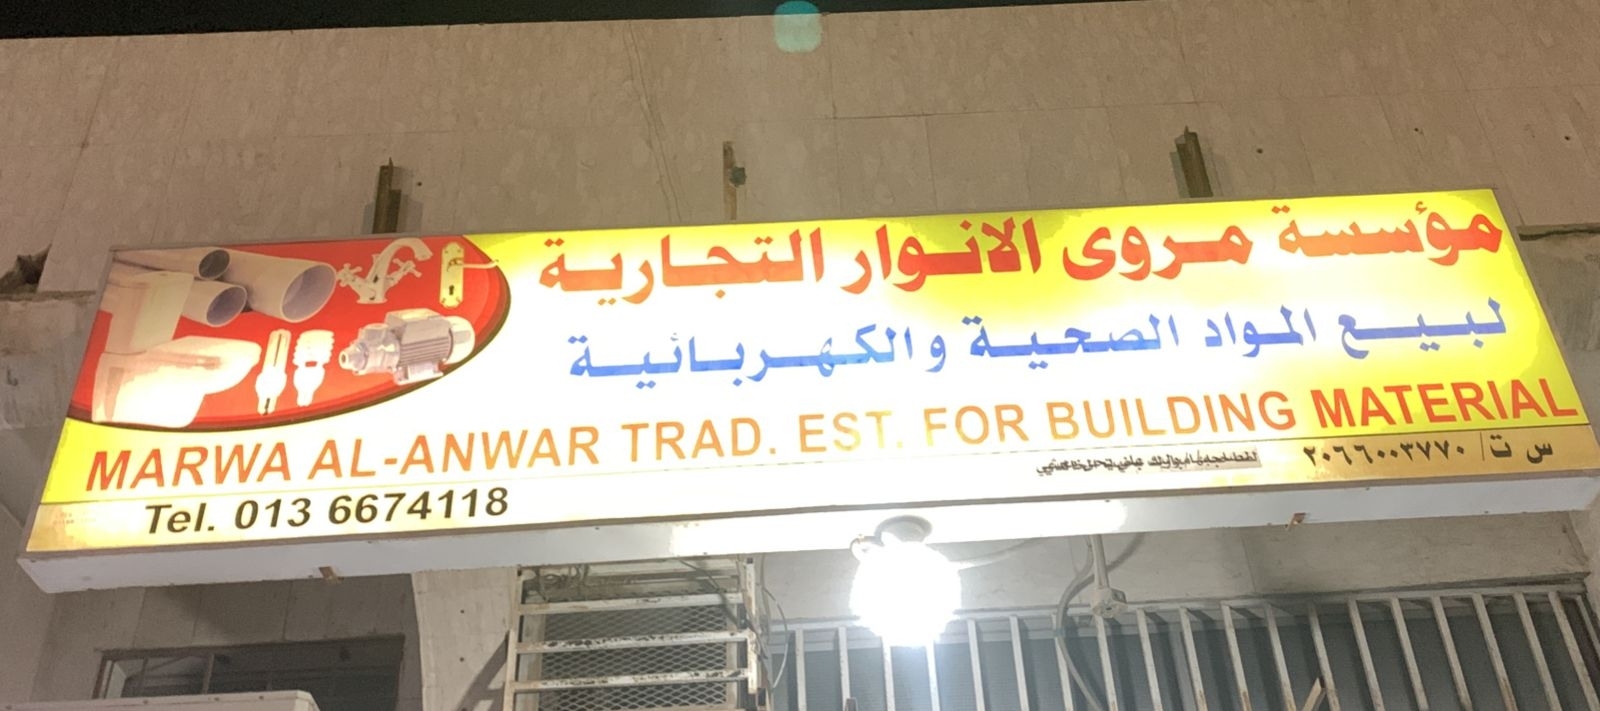 مؤسسة مروى الانوار التجارية
لبيع المواد الصحية والكهربائية
MARWA AL-ANWAR TRAD. EST. FOR BUILDING MATERIAL
س ت / ٢٠٦٦٠٠٣٧٧٠
Tel. 013 6674118